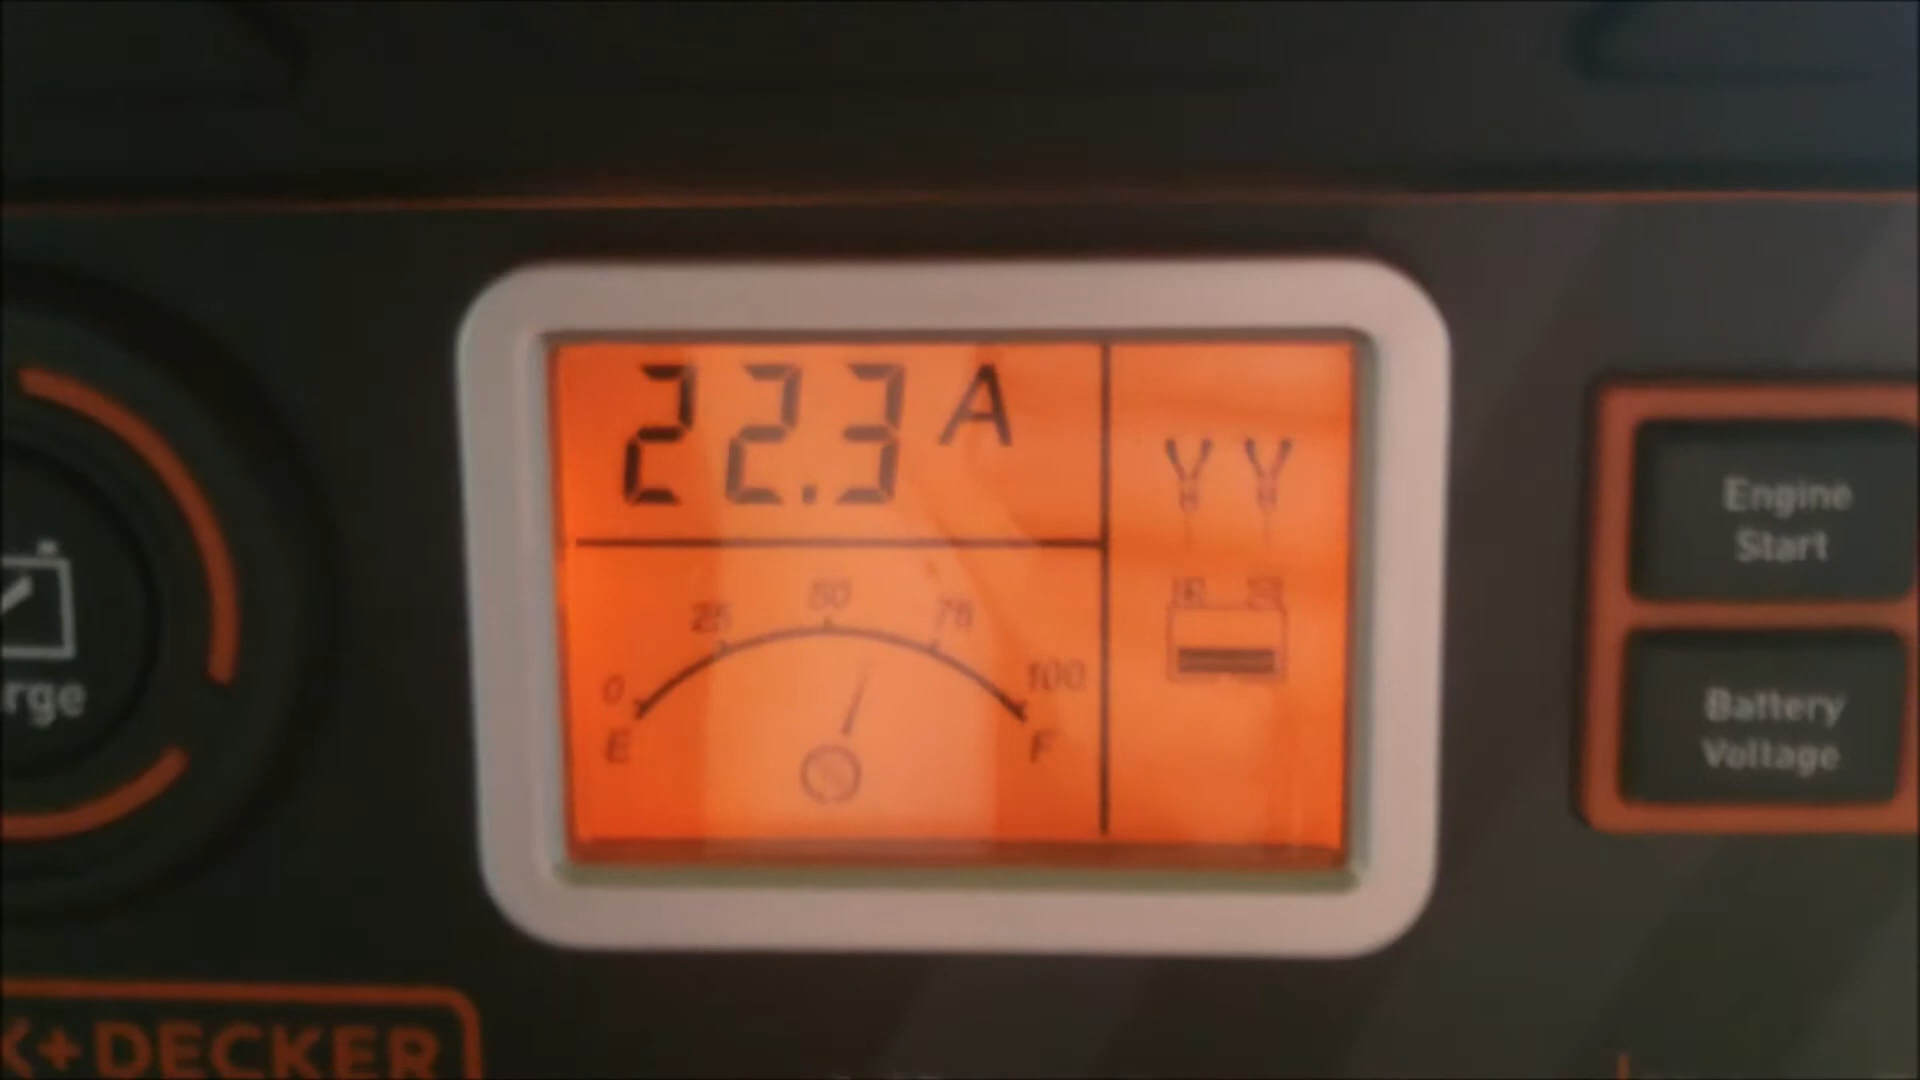 22.3 A
0 25 50 75 100
E F
Engine
Start
Battery
Voltage
rge
K+DECKER